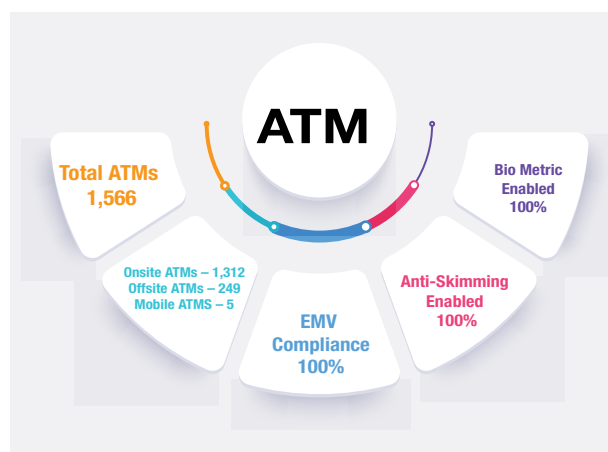 ATM
Total ATMs
1,566
Onsite ATMs – 1,312
Offsite ATMs – 249
Mobile ATMS – 5
EMV
Compliance
100%
Anti-Skimming
Enabled
100%
Bio Metric
Enabled
100%